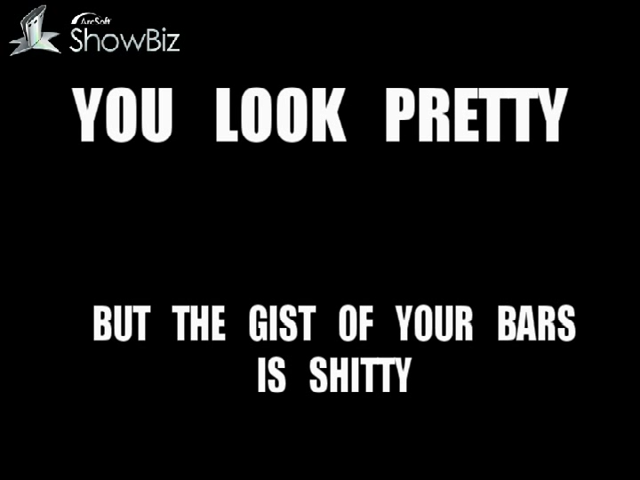 ArcSoft
ShowBiz
YOU LOOK PRETTY
BUT THE GIST OF YOUR BARS
IS SHITTY